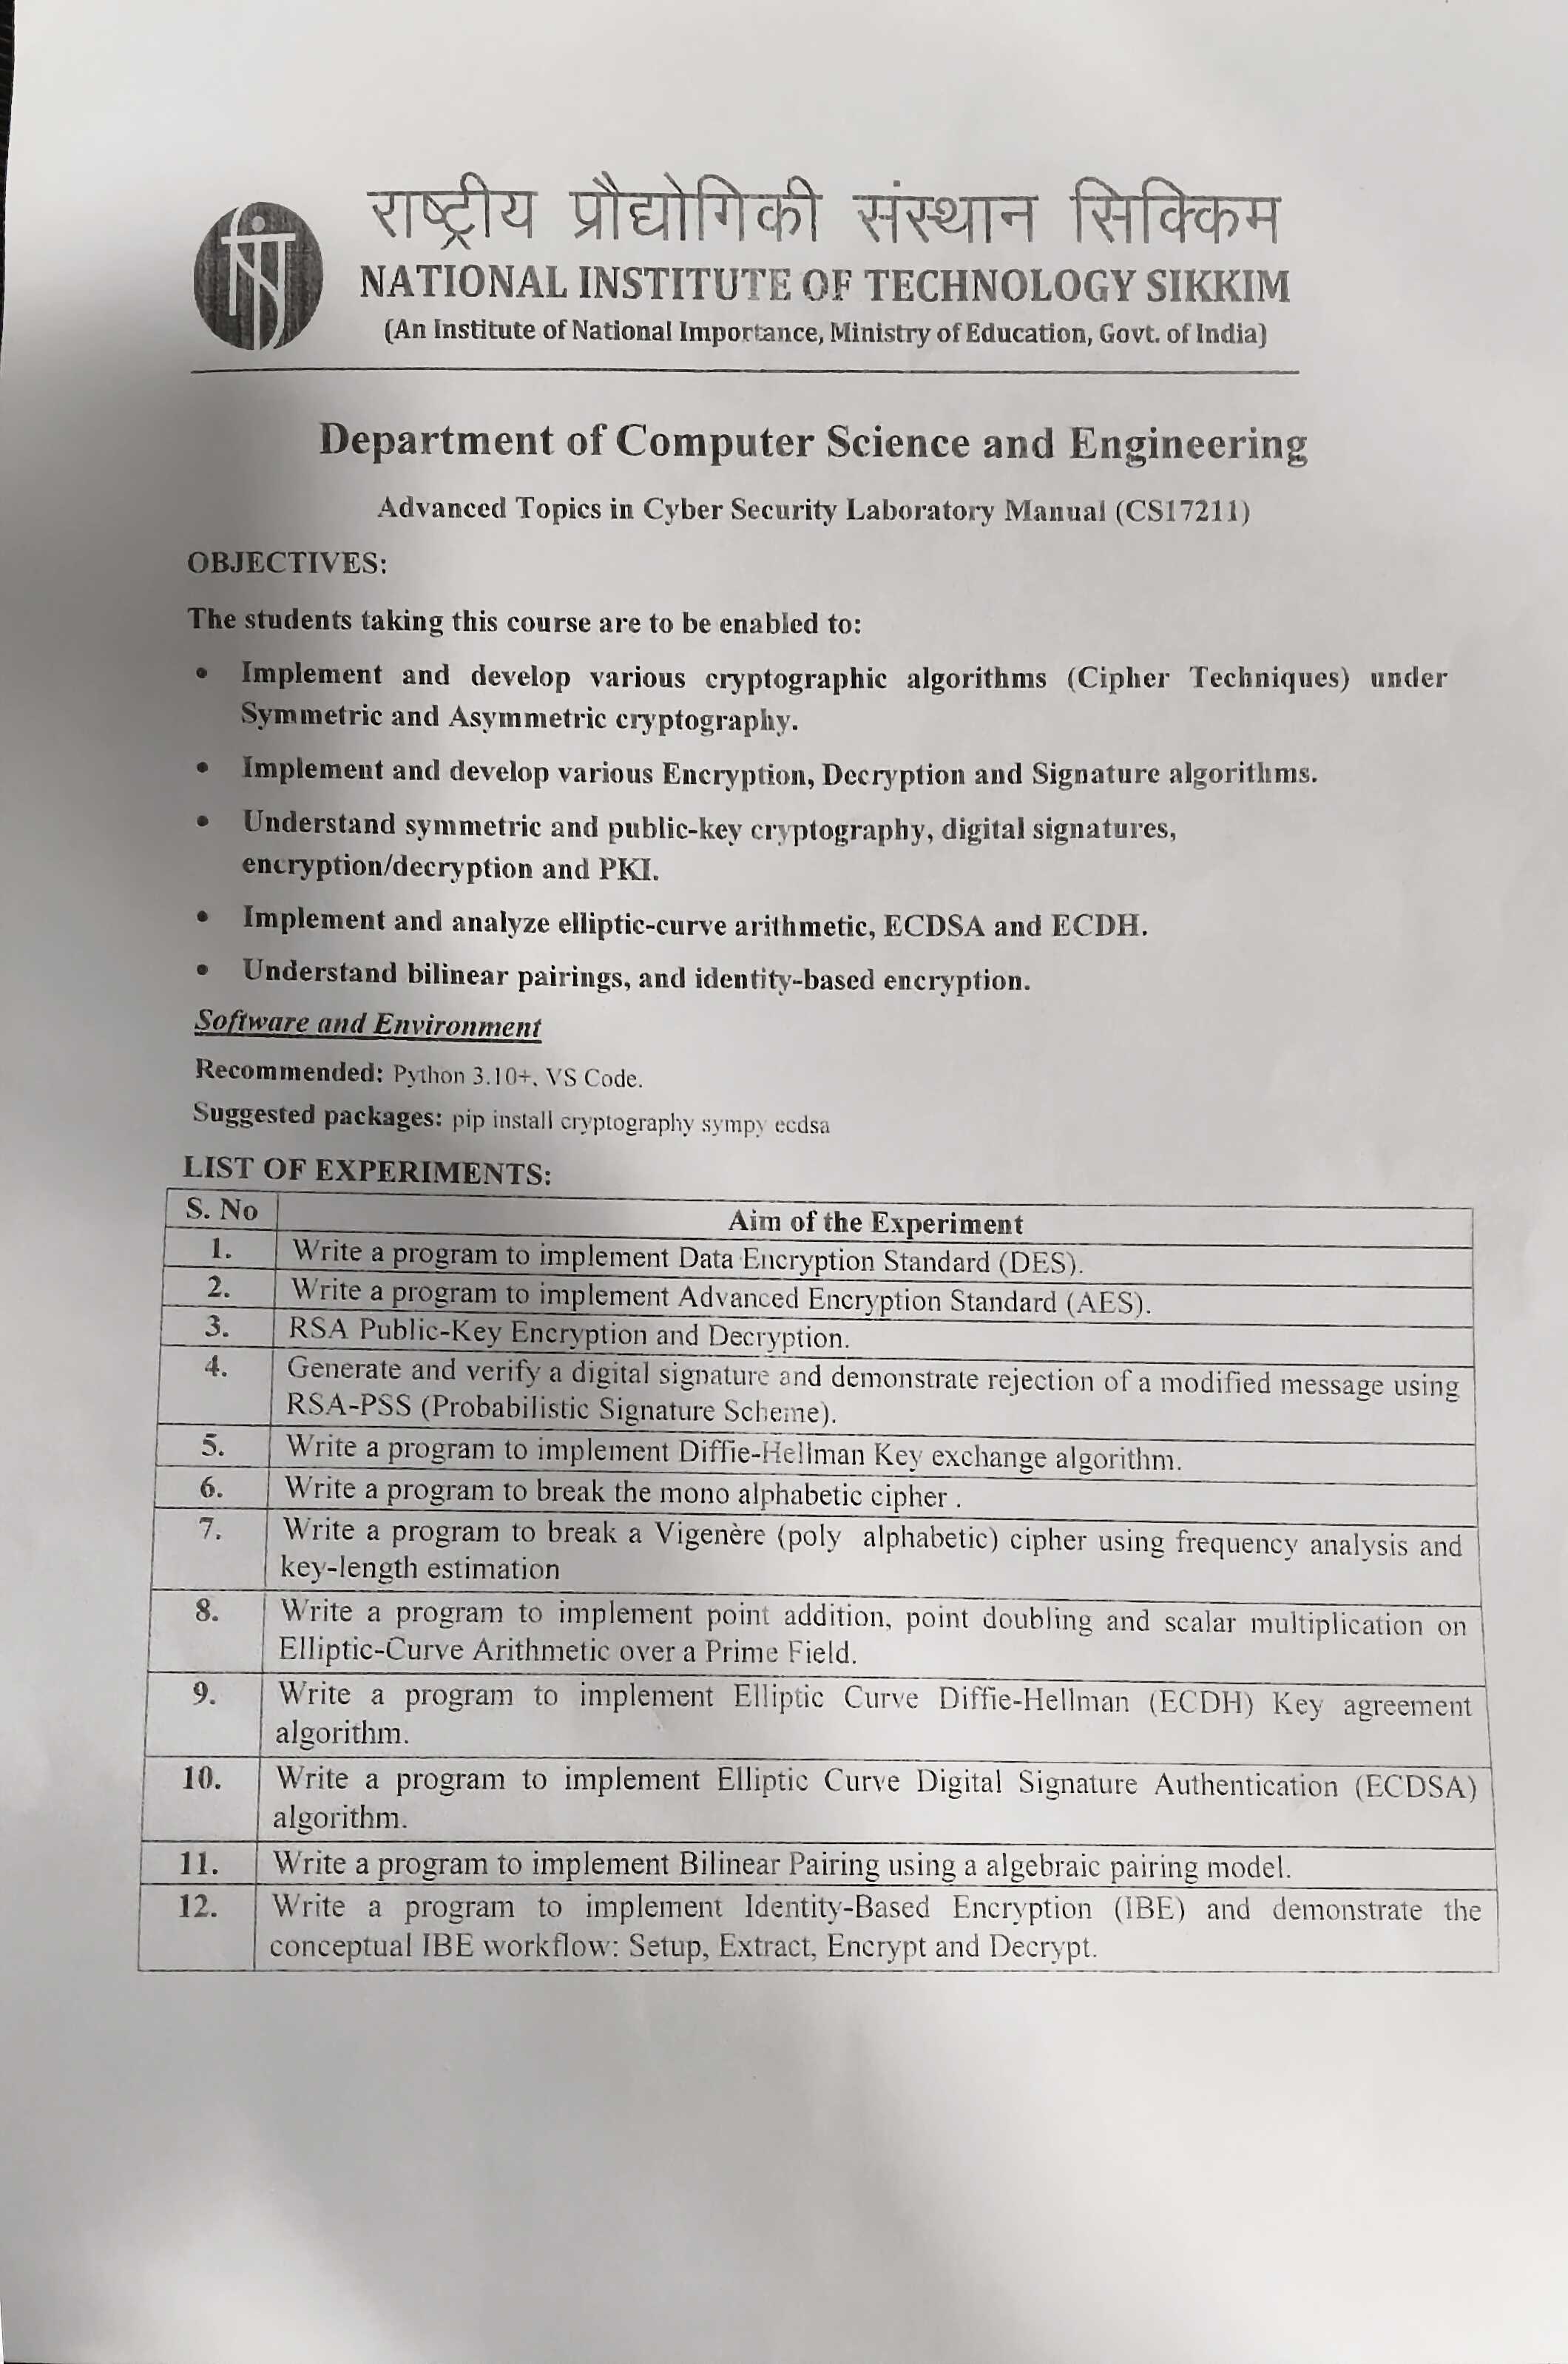 राष्ट्रीय प्रौद्योगिकी संस्थान सिक्किम
NATIONAL INSTITUTE OF TECHNOLOGY SIKKIM
(An Institute of National Importance, Ministry of Education, Govt. of India)
Department of Computer Science and Engineering
Advanced Topics in Cyber Security Laboratory Manual (CS17211)
OBJECTIVES:
The students taking this course are to be enabled to:
• Implement and develop various cryptographic algorithms (Cipher Techniques) under
Symmetric and Asymmetric cryptography.
• Implement and develop various Encryption, Decryption and Signature algorithms.
• Understand symmetric and public-key cryptography, digital signatures,
encryption/decryption and PKI.
• Implement and analyze elliptic-curve arithmetic, ECDSA and ECDH.
• Understand bilinear pairings, and identity-based encryption.
Software and Environment
Recommended: Python 3.10+, VS Code.
Suggested packages: pip install cryptography sympy ecdsa
LIST OF EXPERIMENTS:
S. No Aim of the Experiment
1. Write a program to implement Data Encryption Standard (DES).
2. Write a program to implement Advanced Encryption Standard (AES).
3. RSA Public-Key Encryption and Decryption.
4. Generate and verify a digital signature and demonstrate rejection of a modified message using
RSA-PSS (Probabilistic Signature Scheme).
5. Write a program to implement Diffie-Hellman Key exchange algorithm.
6. Write a program to break the mono alphabetic cipher .
7. Write a program to break a Vigenère (poly alphabetic) cipher using frequency analysis and
key-length estimation
8. Write a program to implement point addition, point doubling and scalar multiplication on
Elliptic-Curve Arithmetic over a Prime Field.
9. Write a program to implement Elliptic Curve Diffie-Hellman (ECDH) Key agreement
algorithm.
10. Write a program to implement Elliptic Curve Digital Signature Authentication (ECDSA)
algorithm.
11. Write a program to implement Bilinear Pairing using a algebraic pairing model.
12. Write a program to implement Identity-Based Encryption (IBE) and demonstrate the
conceptual IBE workflow: Setup, Extract, Encrypt and Decrypt.